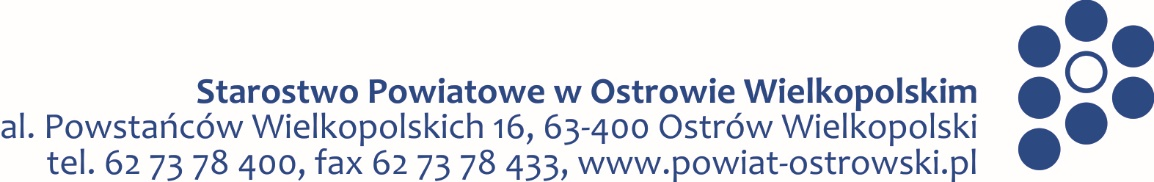 Starostwo Powiatowe w Ostrowie Wielkopolskim
al. Powstańców Wielkopolskich 16, 63-400 Ostrów Wielkopolski
tel. 62 73 78 400, fax 62 73 78 433, www.powiat-ostrowski.pl